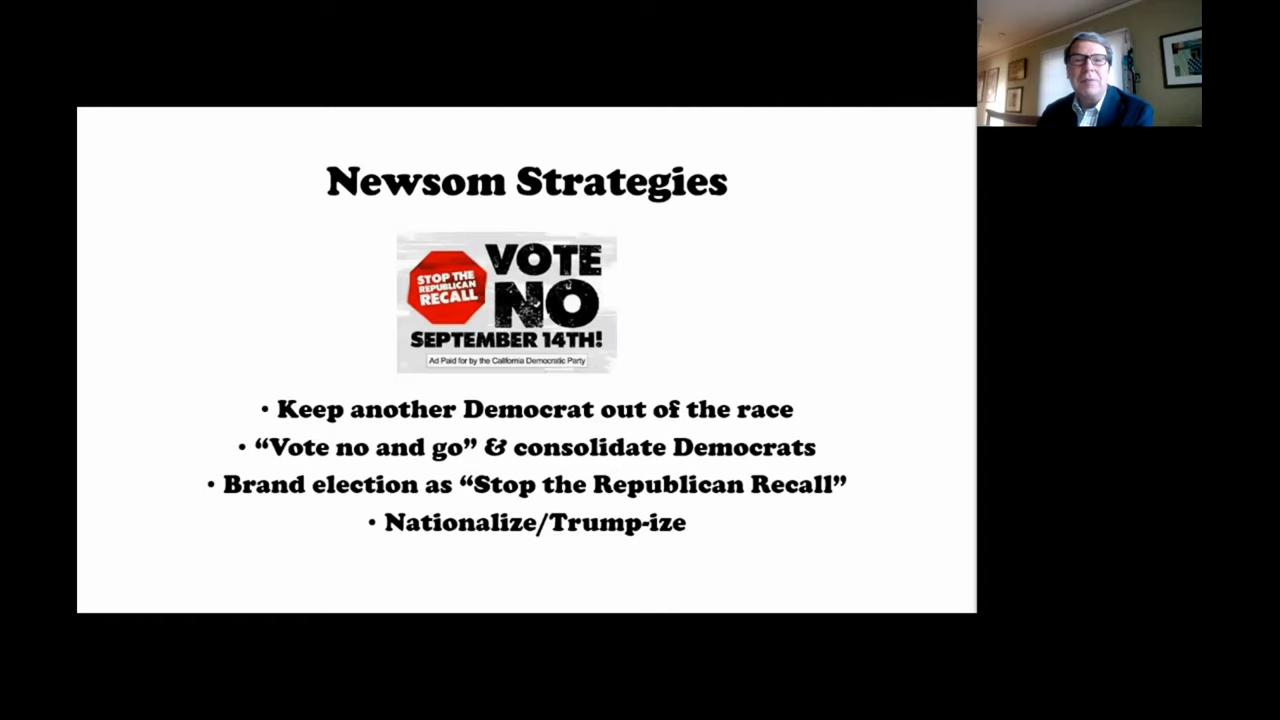 Newsom Strategies
STOP THE
REPUBLICAN
RECALL
VOTE
NO
SEPTEMBER 14TH!
Ad Paid for by the California Democratic Party
• Keep another Democrat out of the race
• “Vote no and go” & consolidate Democrats
• Brand election as “Stop the Republican Recall”
• Nationalize/Trump-ize